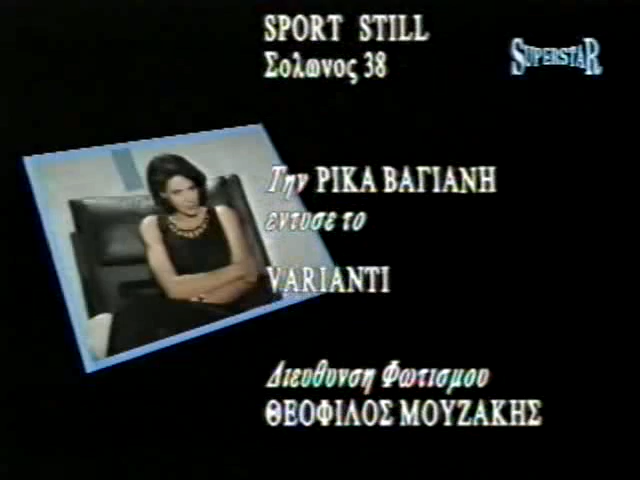 SPORT STILL
Σολωνος 38
SUPERSTAR
Την ΡΙΚΑ ΒΑΓΙΑΝΗ
εντυσε το
VARIANTI
Διευθυνση Φωτισμου
ΘΕΟΦΙΛΟΣ ΜΟΥΖΑΚΗΣ